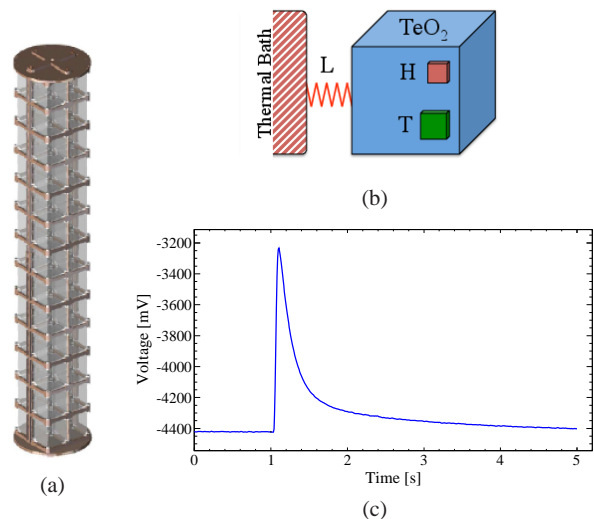 TeO2
Thermal Bath
L
H
T
(b)
-3200
-3400
-3600
-3800
-4000
-4200
-4400
Voltage [mV]
0
1
2
3
4
5
Time [s]
(a)
(c)